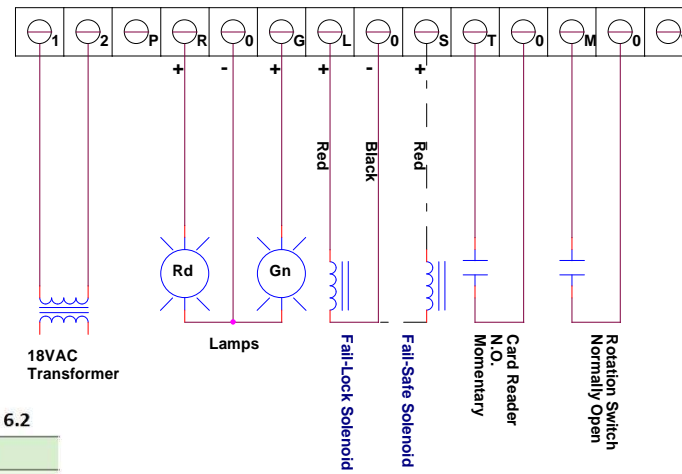 1 2 P R 0 G L 0 S T 0 M 0
+ - + + - +
Red
Black
Red
Rd
Gn
Lamps
18VAC
Transformer
Fail-Lock Solenoid
Fail-Safe Solenoid
Card Reader
N.O.
Momentary
Rotation Switch
Normally Open
6.2